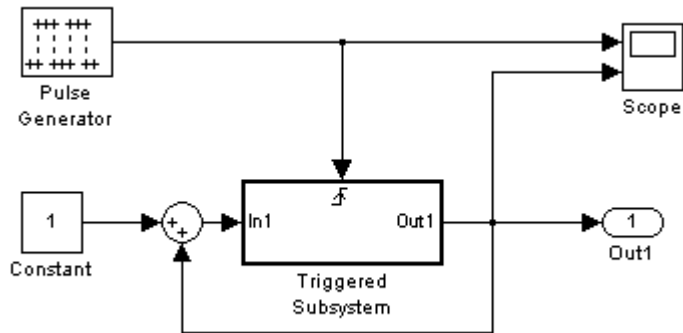 Pulse
Generator
Scope
1
Constant
+
+
In1
Out1
Triggered
Subsystem
1
Out1